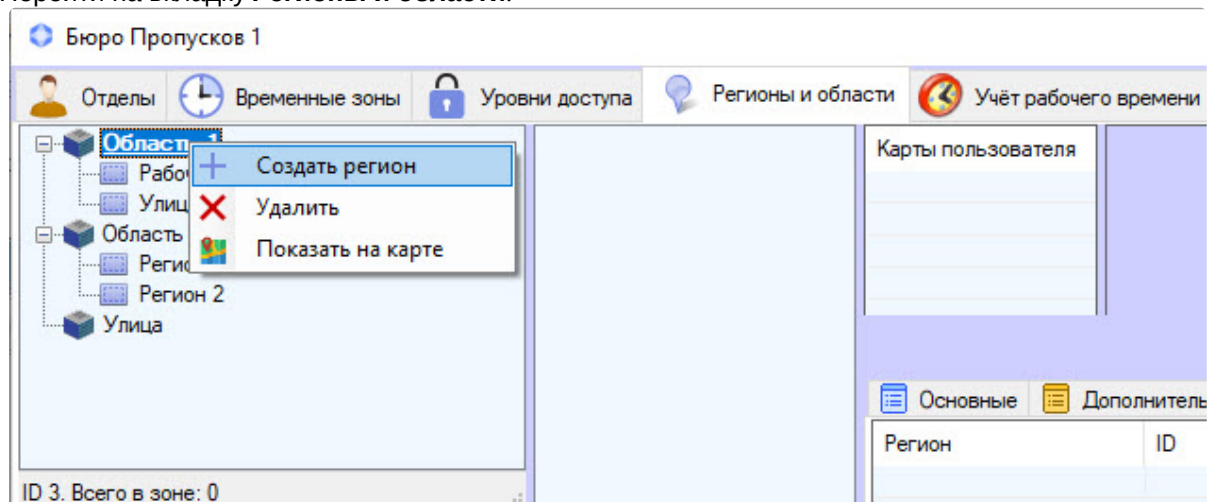 Бюро Пропусков 1
Отделы Временные зоны Уровни доступа Регионы и области Учёт рабочего времени
Карты пользователя
Создать регион
Удалить
Показать на карте
Область
Регион 2
Улица
Основные
Регион ID
ID 3. Всего в зоне: 0